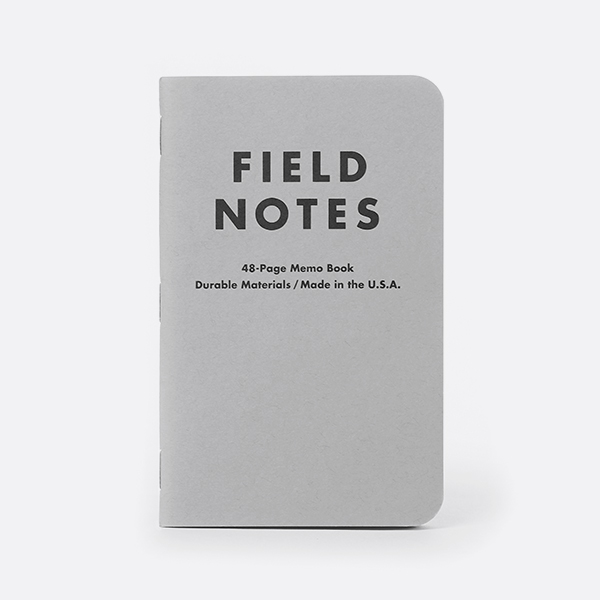 FIELD
NOTES
48-Page Memo Book
Durable Materials / Made in the U.S.A.